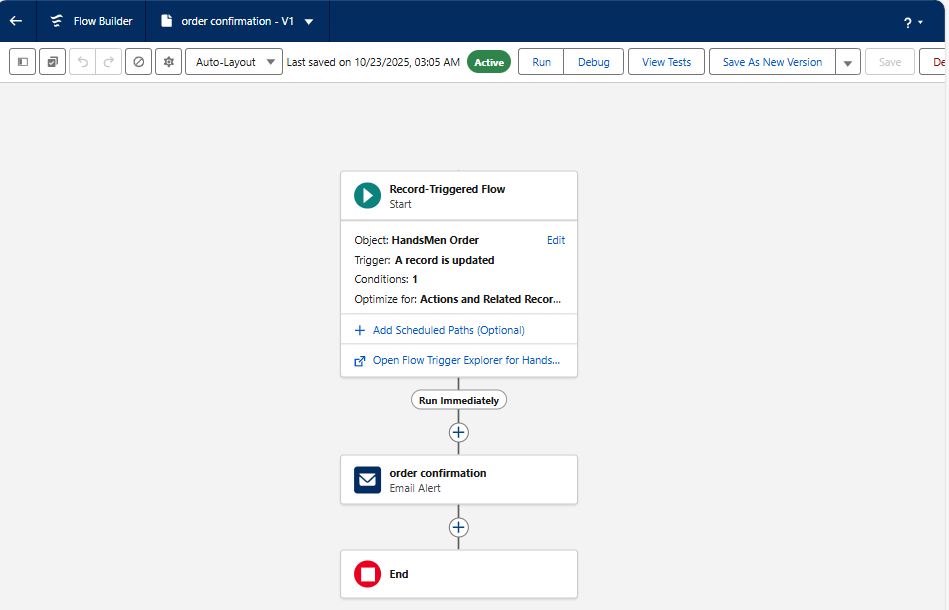 Flow Builder
order confirmation - V1
?
Auto-Layout
Last saved on 10/23/2025, 03:05 AM
Active
Run
Debug
View Tests
Save As New Version
Save
De
Record-Triggered Flow
Start
Object: HandsMen Order
Edit
Trigger: A record is updated
Conditions: 1
Optimize for: Actions and Related Recor...
Add Scheduled Paths (Optional)
Open Flow Trigger Explorer for Hands...
Run Immediately
order confirmation
Email Alert
End